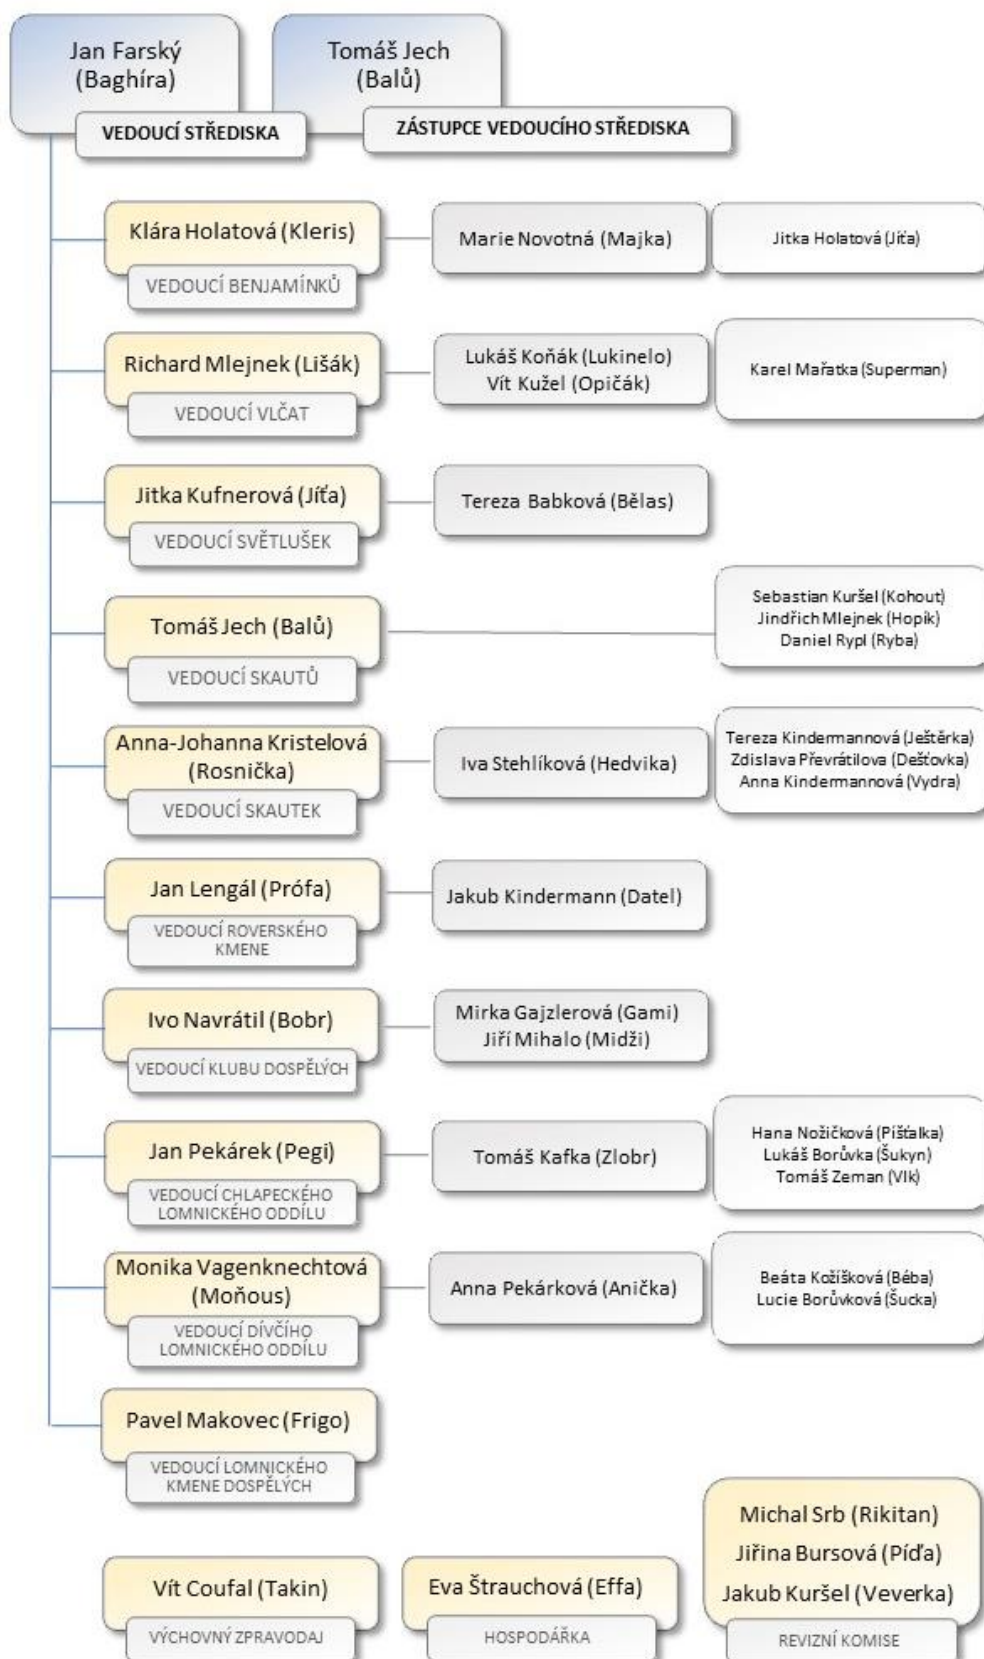 Jan Farský
(Baghíra)
VEDOUCÍ STŘEDISKA
Tomáš Jech
(Balů)
ZÁSTUPCE VEDOUCÍHO STŘEDISKA
Klára Holatová (Kleris)
VEDOUCÍ BENJAMÍNKŮ
Marie Novotná (Majka)
Jitka Holatová (Jíťa)
Richard Mlejnek (Lišák)
VEDOUCÍ VLČAT
Lukáš Koňák (Lukinelo)
Vít Kužel (Opičák)
Karel Mařatka (Superman)
Jitka Kufnerová (Jíťa)
VEDOUCÍ SVĚTLUŠEK
Tereza Babková (Bělas)
Tomáš Jech (Balů)
VEDOUCÍ SKAUTŮ
Sebastian Kuršel (Kohout)
Jindřich Mlejnek (Hopík)
Daniel Rypl (Ryba)
Anna-Johanna Kristelová
(Rosnička)
VEDOUCÍ SKAUTEK
Iva Stehlíková (Hedvika)
Tereza Kindermannová (Ještěrka)
Zdislava Převrátilova (Dešťovka)
Anna Kindermannová (Vydra)
Jan Lengál (Prófa)
VEDOUCÍ ROVERSKÉHO
KMENE
Jakub Kindermann (Datel)
Ivo Navrátil (Bobr)
VEDOUCÍ KLUBU DOSPĚLÝCH
Mirka Gajzlerová (Gami)
Jiří Mihalo (Midži)
Jan Pekárek (Pegi)
VEDOUCÍ CHLAPECKÉHO
LOMNICKÉHO ODDÍLU
Tomáš Kafka (Zlobr)
Hana Nožičková (Píšťalka)
Lukáš Borůvka (Šukyn)
Tomáš Zeman (Vlk)
Monika Vagenknechtová
(Moňous)
VEDOUCÍ DÍVČÍHO
LOMNICKÉHO ODDÍLU
Anna Pekárková (Anička)
Beáta Kožíšková (Béba)
Lucie Borůvková (Šucka)
Pavel Makovec (Frigo)
VEDOUCÍ LOMNICKÉHO
KMENE DOSPĚLÝCH
Vít Coufal (Takin)
VÝCHOVNÝ ZPRAVODAJ
Eva Štrauchová (Effa)
HOSPODÁŘKA
Michal Srb (Rikitan)
Jiřina Bursová (Píďa)
Jakub Kuršel (Veverka)
REVIZNÍ KOMISE